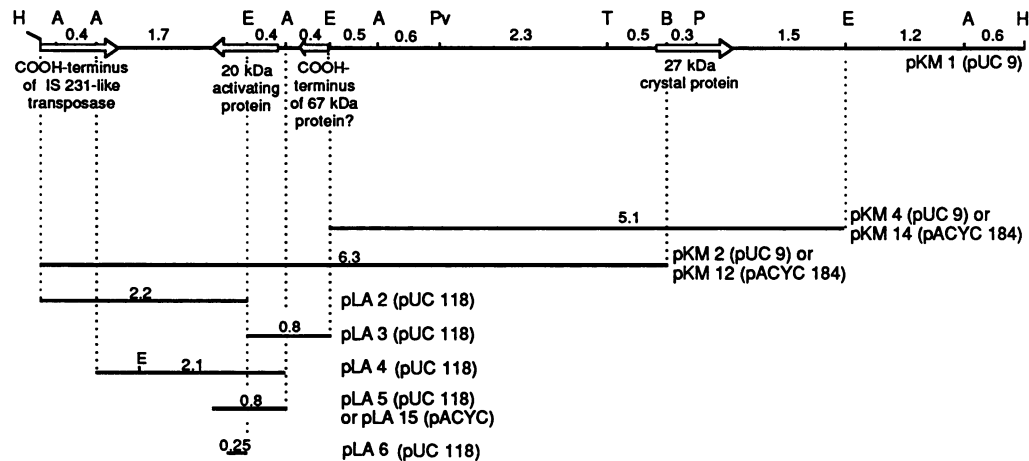 H A A E A E A Pv T B P E A H
0.4 1.7 0.4 0.4 0.5 0.6 2.3 0.5 0.3 1.5 1.2 0.6
pKM 1 (pUC 9)
COOH-terminus
of IS 231-like
transposase
20 kDa
activating
protein
COOH-
terminus
of 67 kDa
protein?
27 kDa
crystal protein
5.1
pKM 4 (pUC 9) or
pKM 14 (pACYC 184)
6.3
pKM 2 (pUC 9) or
pKM 12 (pACYC 184)
2.2
pLA 2 (pUC 118)
0.8
pLA 3 (pUC 118)
E
2.1
pLA 4 (pUC 118)
0.8
pLA 5 (pUC 118)
or pLA 15 (pACYC)
0.25
pLA 6 (pUC 118)